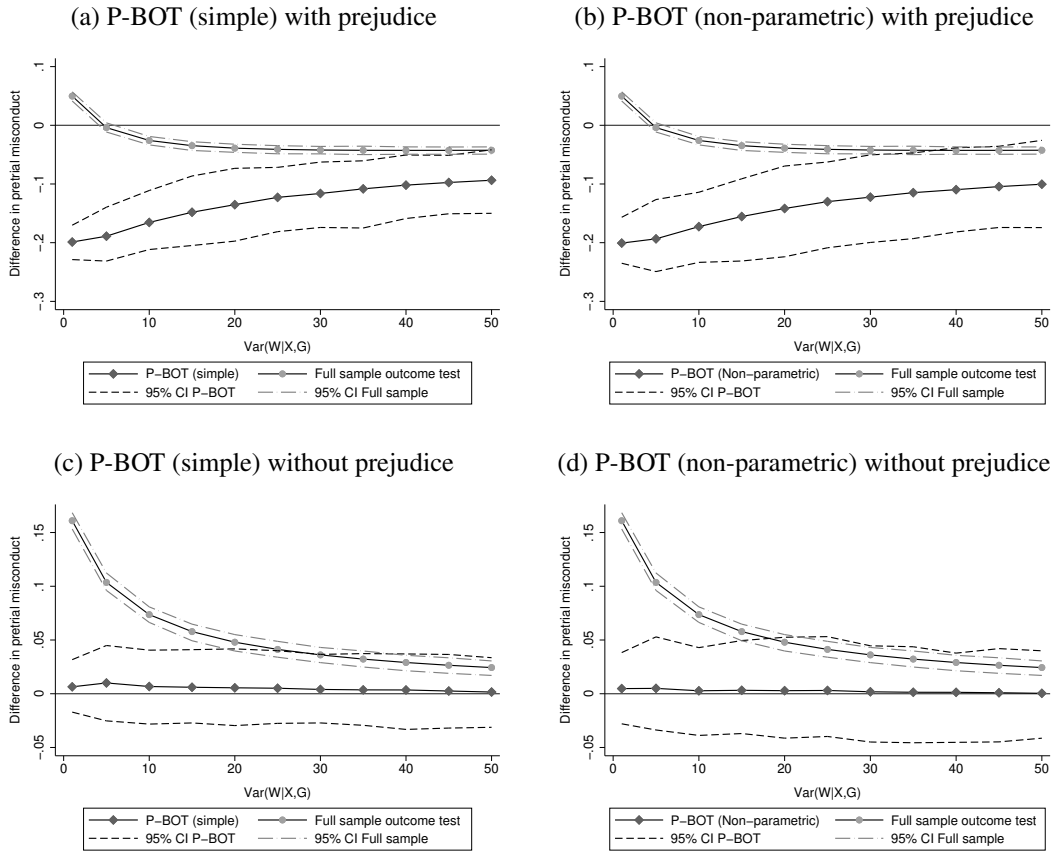 (a) P-BOT (simple) with prejudice
Difference in pretrial misconduct
.1
0
-.1
-.2
-.3
0 10 20 30 40 50
Var(W|X,G)
P-BOT (simple) Full sample outcome test
95% CI P-BOT 95% CI Full sample
(b) P-BOT (non-parametric) with prejudice
Difference in pretrial misconduct
.1
0
-.1
-.2
-.3
0 10 20 30 40 50
Var(W|X,G)
P-BOT (Non-parametric) Full sample outcome test
95% CI P-BOT 95% CI Full sample
(c) P-BOT (simple) without prejudice
Difference in pretrial misconduct
.15
.1
.05
0
-.05
0 10 20 30 40 50
Var(W|X,G)
P-BOT (simple) Full sample outcome test
95% CI P-BOT 95% CI Full sample
(d) P-BOT (non-parametric) without prejudice
Difference in pretrial misconduct
.15
.1
.05
0
-.05
0 10 20 30 40 50
Var(W|X,G)
P-BOT (Non-parametric) Full sample outcome test
95% CI P-BOT 95% CI Full sample